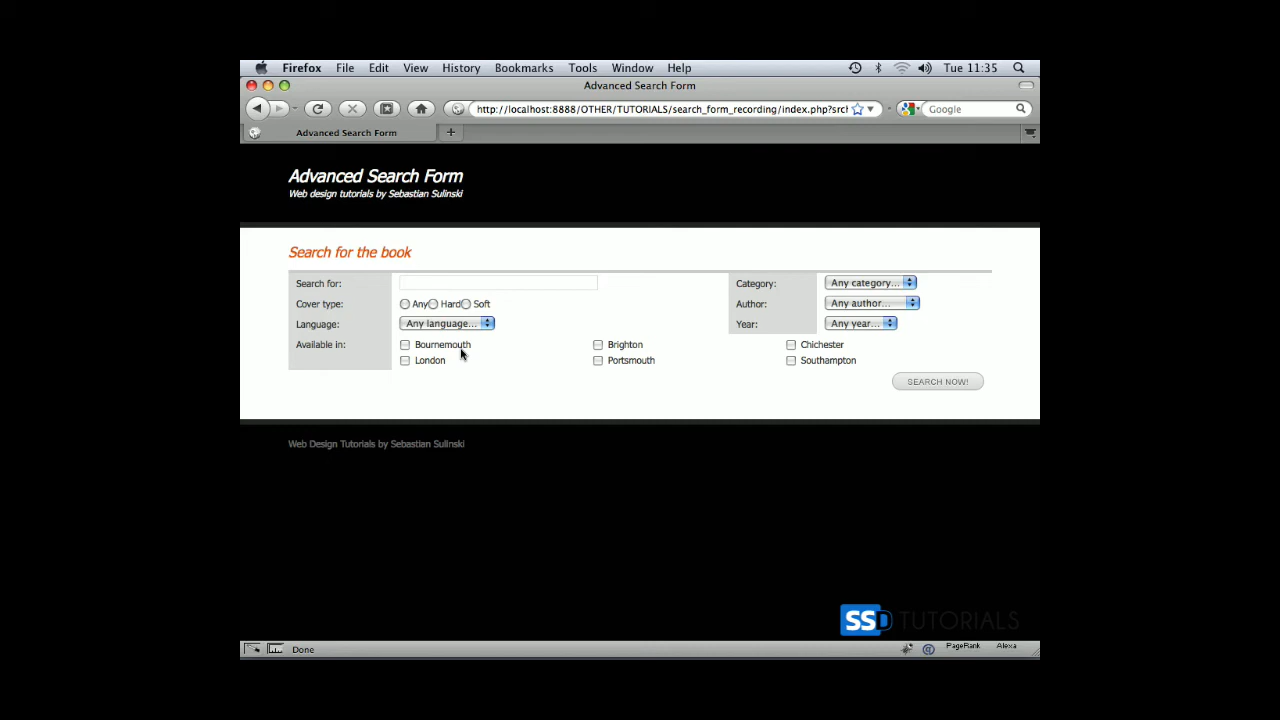 Firefox File Edit View History Bookmarks Tools Window Help Tue 11:35
Advanced Search Form
http://localhost:8888/OTHER/TUTORIALS/search_form_recording/index.php?srcl Google
Advanced Search Form
Advanced Search Form
Web design tutorials by Sebastian Sulinski
Search for the book
Search for: Category: Any category...
Cover type: Any Hard Soft Author: Any author...
Language: Any language... Year: Any year...
Available in: Bournemouth Brighton Chichester
London Portsmouth Southampton
SEARCH NOW!
Web Design Tutorials by Sebastian Sulinski
SSD TUTORIALS
Done PageRank Alexa